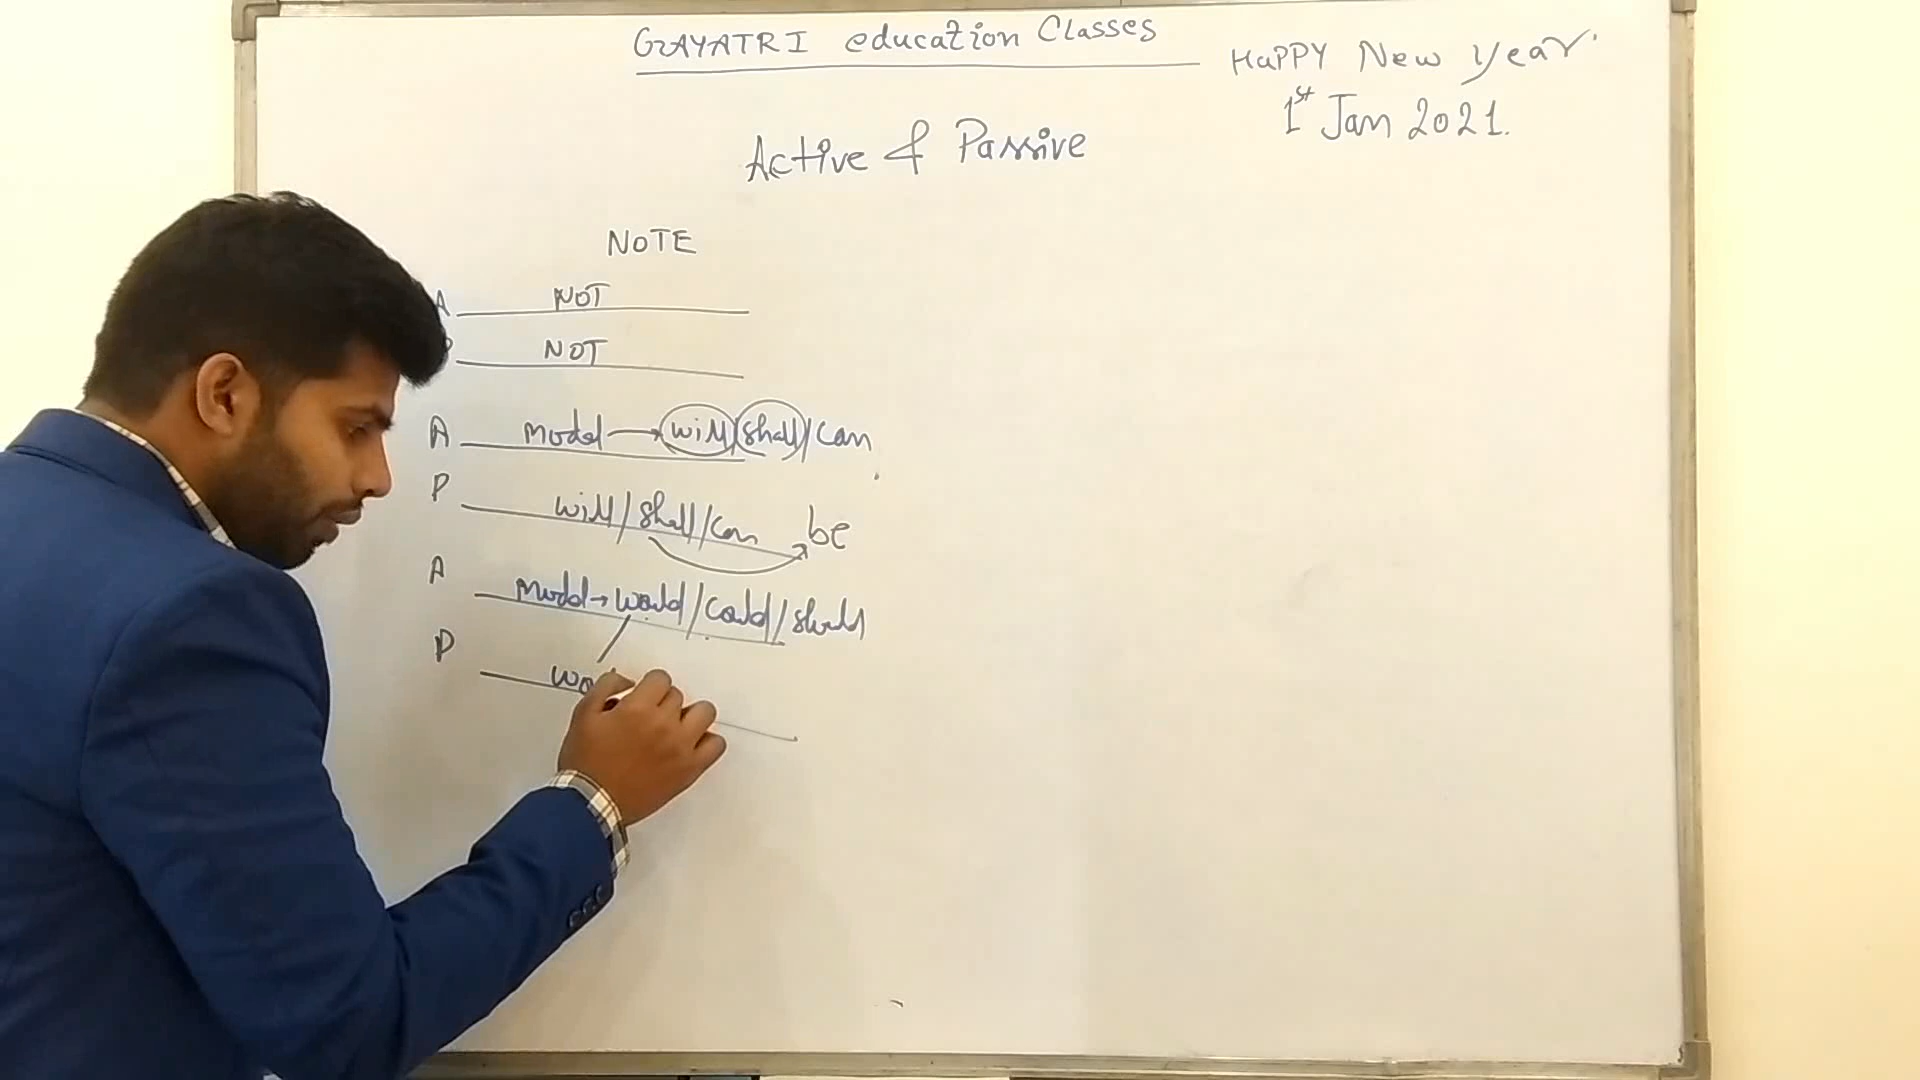 GAYATRI education Classes
HaPPY New Year
1st Jan 2021.
Active & Passive
NOTE
A NOT
NOT
A Model → will/shall/can
P will/shall/can be
A Model → would/could/should
P wo